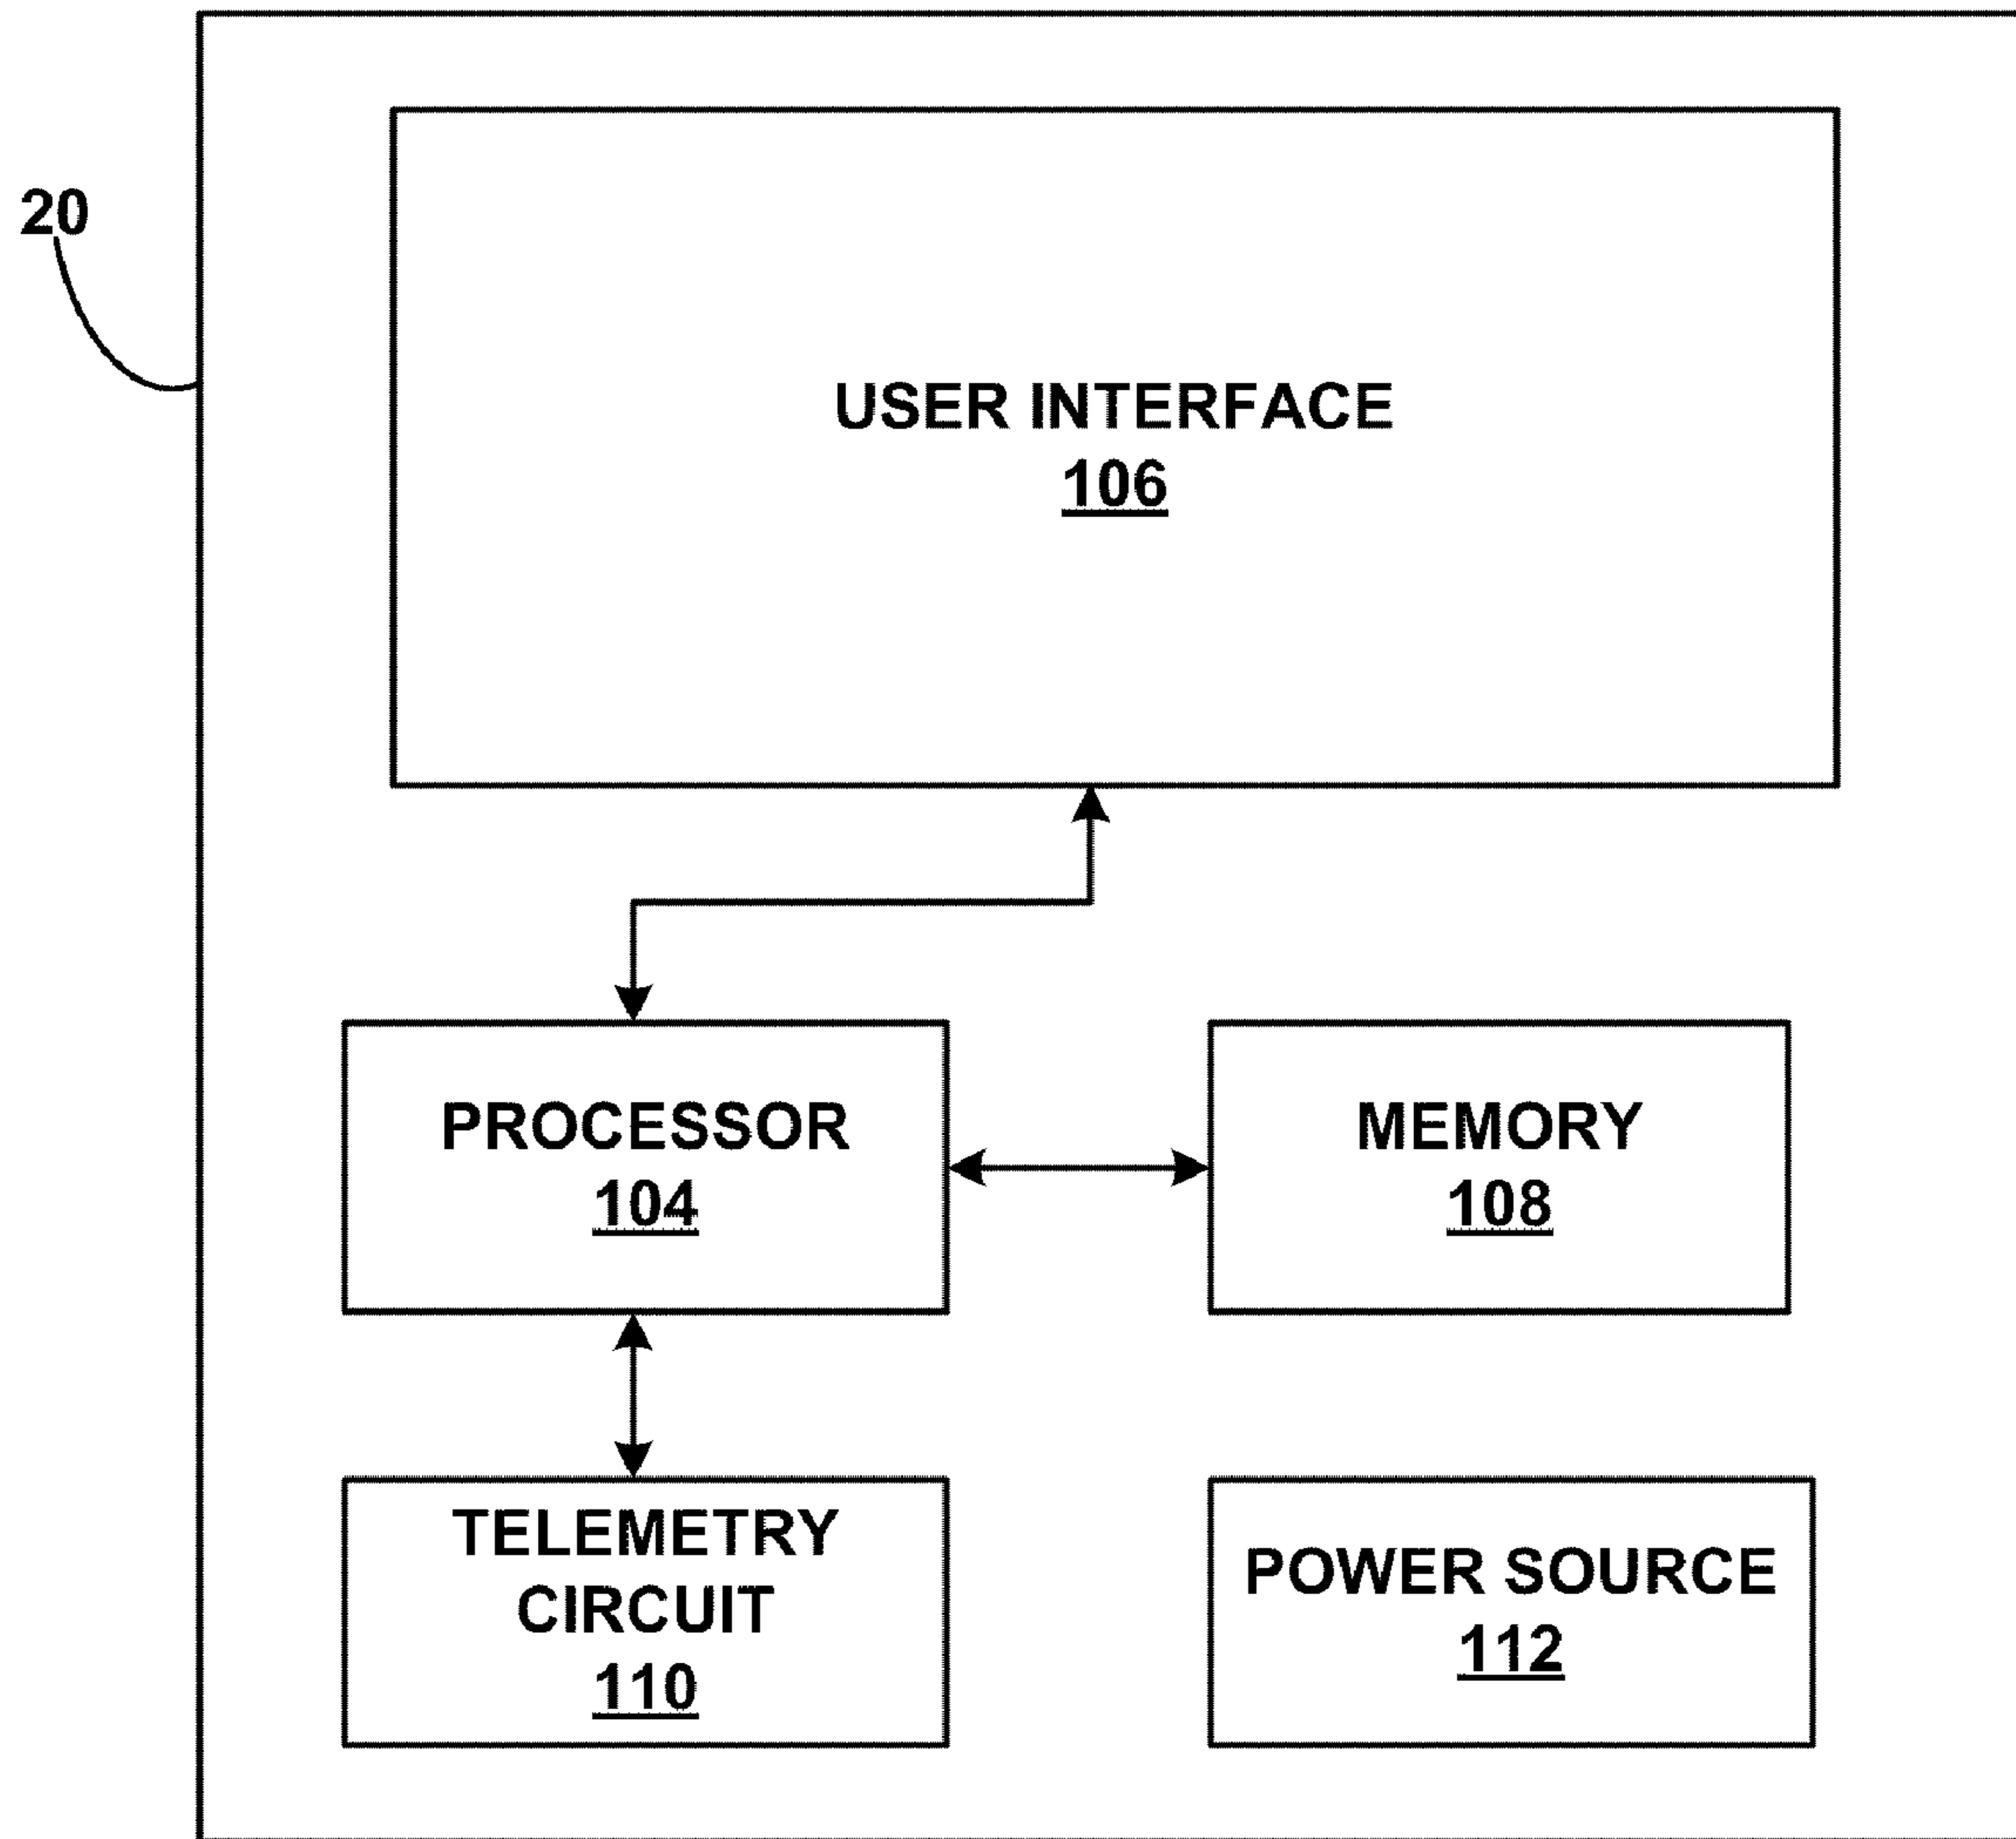 20
USER INTERFACE
106
PROCESSOR
104
MEMORY
108
TELEMETRY
CIRCUIT
110
POWER SOURCE
112